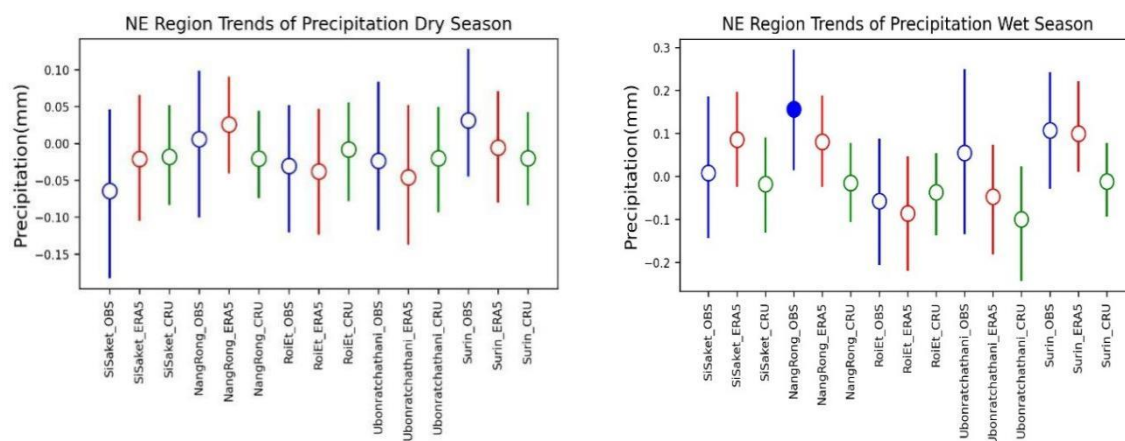 NE Region Trends of Precipitation Dry Season
Precipitation(mm)
0.10
0.05
0.00
−0.05
−0.10
−0.15
SiSaket_OBS
SiSaket_ERA5
SiSaket_CRU
NangRong_OBS
NangRong_ERA5
NangRong_CRU
RoiEt_OBS
RoiEt_ERA5
RoiEt_CRU
Ubonratchathani_OBS
Ubonratchathani_ERA5
Ubonratchathani_CRU
Surin_OBS
Surin_ERA5
Surin_CRU
NE Region Trends of Precipitation Wet Season
Precipitation(mm)
0.3
0.2
0.1
0.0
−0.1
−0.2
SiSaket_OBS
SiSaket_ERA5
SiSaket_CRU
NangRong_OBS
NangRong_ERA5
NangRong_CRU
RoiEt_OBS
RoiEt_ERA5
RoiEt_CRU
Ubonratchathani_OBS
Ubonratchathani_ERA5
Ubonratchathani_CRU
Surin_OBS
Surin_ERA5
Surin_CRU